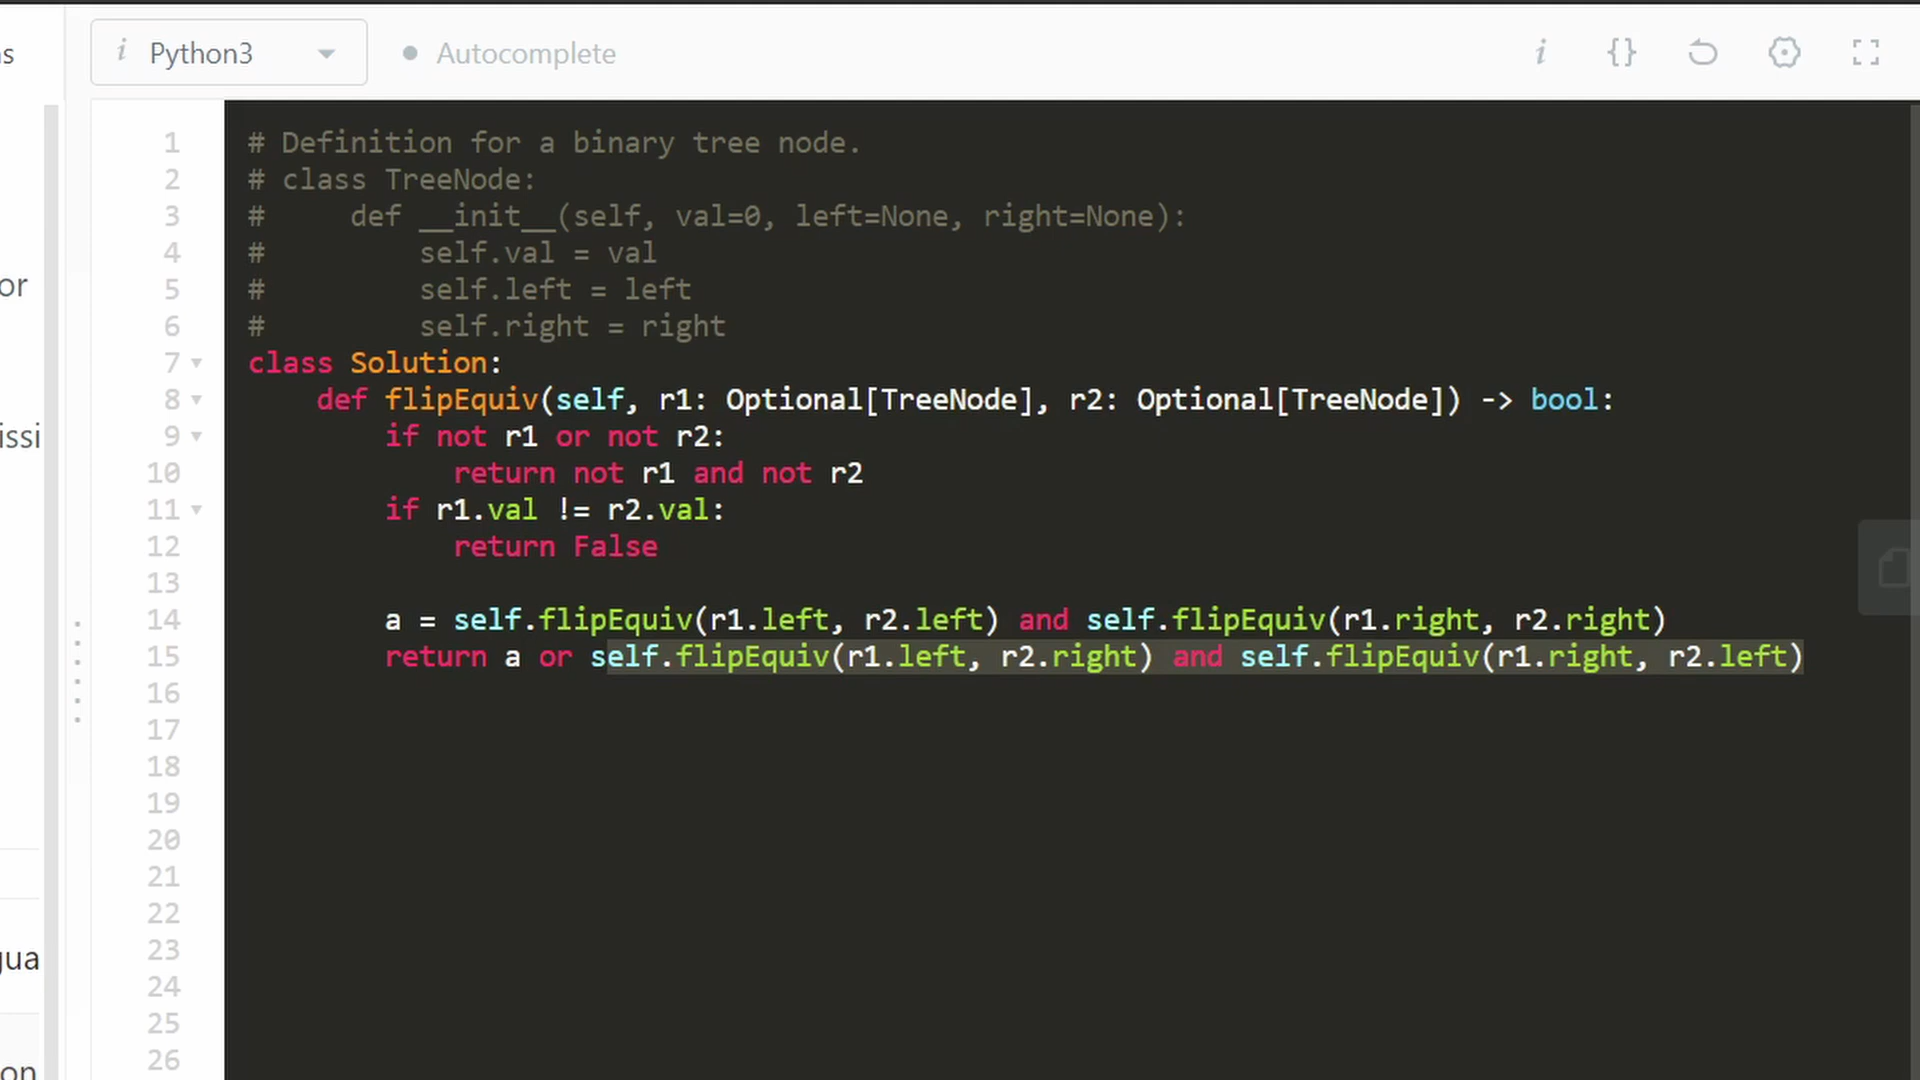 s
Python3
Autocomplete
or
issi
gua
on
1 # Definition for a binary tree node.
2 # class TreeNode:
3 #     def __init__(self, val=0, left=None, right=None):
4 #         self.val = val
5 #         self.left = left
6 #         self.right = right
7 class Solution:
8     def flipEquiv(self, r1: Optional[TreeNode], r2: Optional[TreeNode]) -> bool:
9         if not r1 or not r2:
10             return not r1 and not r2
11         if r1.val != r2.val:
12             return False
13
14         a = self.flipEquiv(r1.left, r2.left) and self.flipEquiv(r1.right, r2.right)
15         return a or self.flipEquiv(r1.left, r2.right) and self.flipEquiv(r1.right, r2.left)
16
17
18
19
20
21
22
23
24
25
26